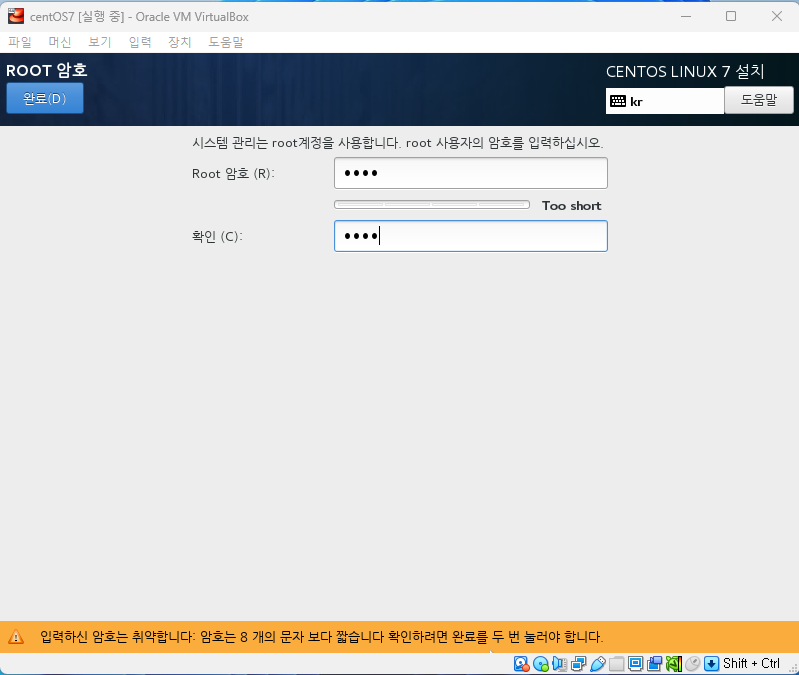 centOS7 [실행 중] - Oracle VM VirtualBox
파일 머신 보기 입력 장치 도움말
ROOT 암호
CENTOS LINUX 7 설치
완료(D)
kr
도움말
시스템 관리는 root계정을 사용합니다. root 사용자의 암호를 입력하십시오.
Root 암호 (R): ●●●●
Too short
확인 (C): ●●●●
입력하신 암호는 취약합니다: 암호는 8 개의 문자 보다 짧습니다 확인하려면 완료를 두 번 눌러야 합니다.
Shift + Ctrl